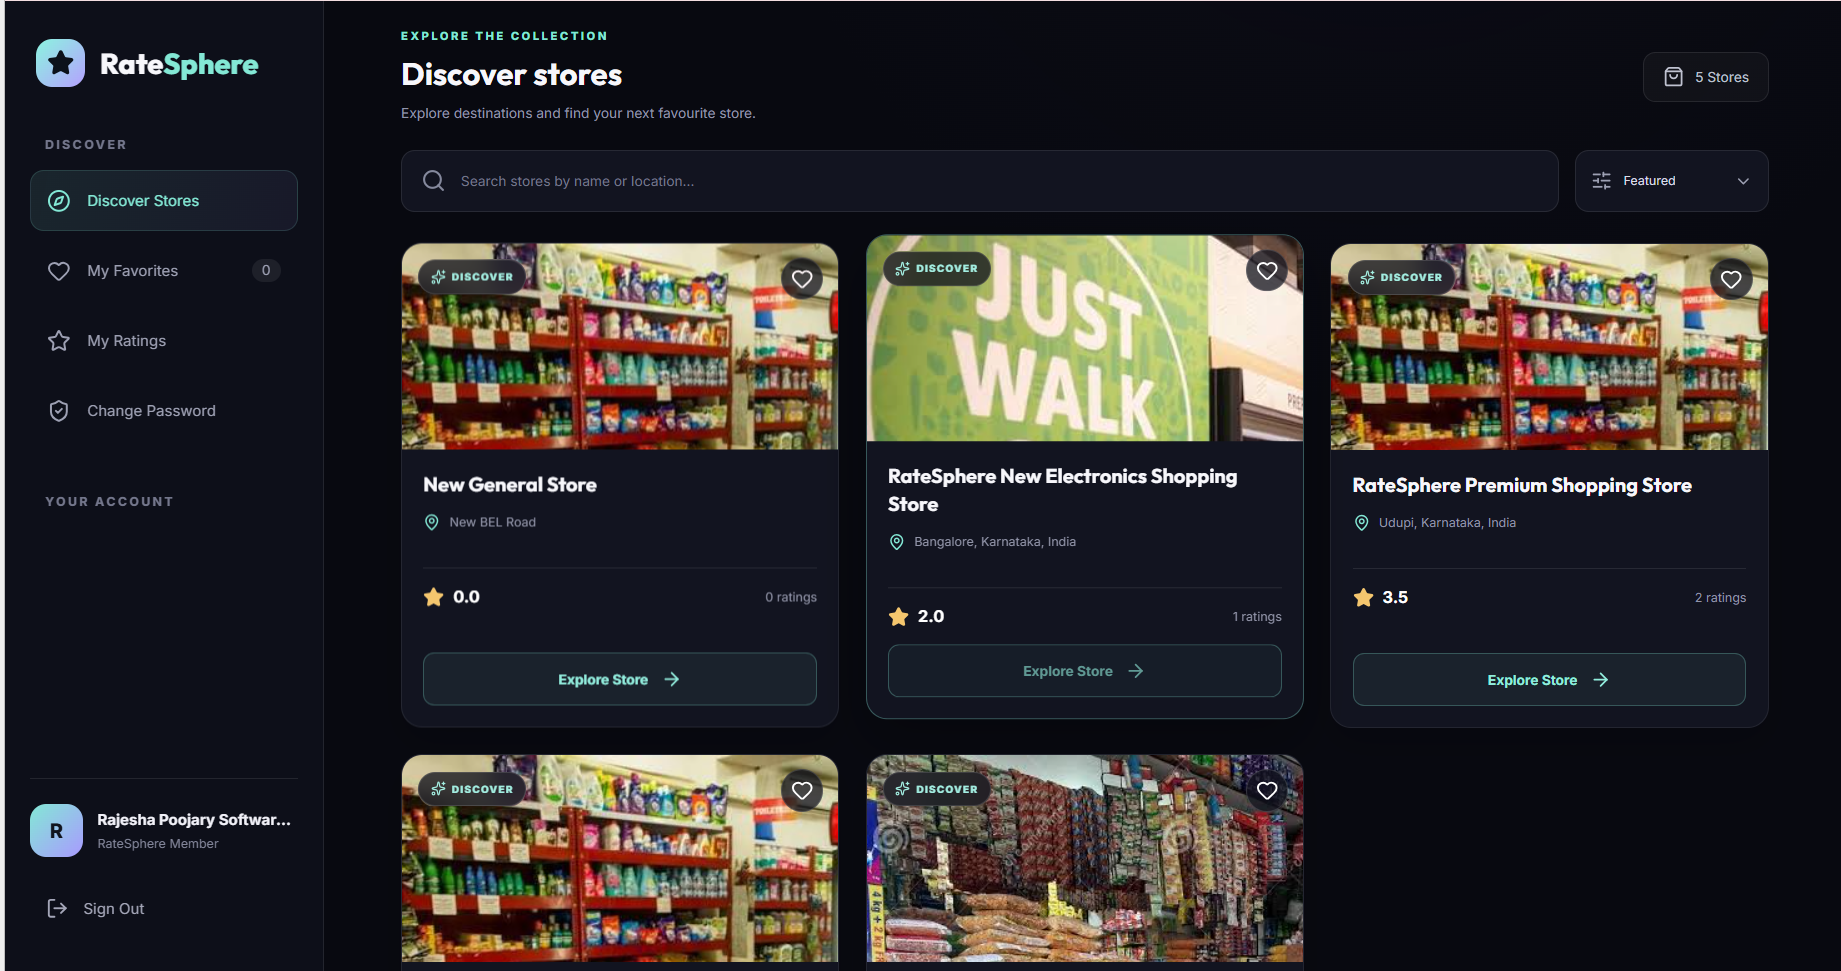 RateSphere
DISCOVER
Discover Stores
My Favorites 0
My Ratings
Change Password
YOUR ACCOUNT
Rajesha Poojary Softwar...
RateSphere Member
R
Sign Out
EXPLORE THE COLLECTION
Discover stores
Explore destinations and find your next favourite store.
5 Stores
Search stores by name or location...
Featured
DISCOVER
New General Store
New BEL Road
0.0
0 ratings
Explore Store
DISCOVER
JUST
WALK
RateSphere New Electronics Shopping
Store
Bangalore, Karnataka, India
2.0
1 ratings
Explore Store
DISCOVER
RateSphere Premium Shopping Store
Udupi, Karnataka, India
3.5
2 ratings
Explore Store
DISCOVER
DISCOVER
4 kg + 2 kg